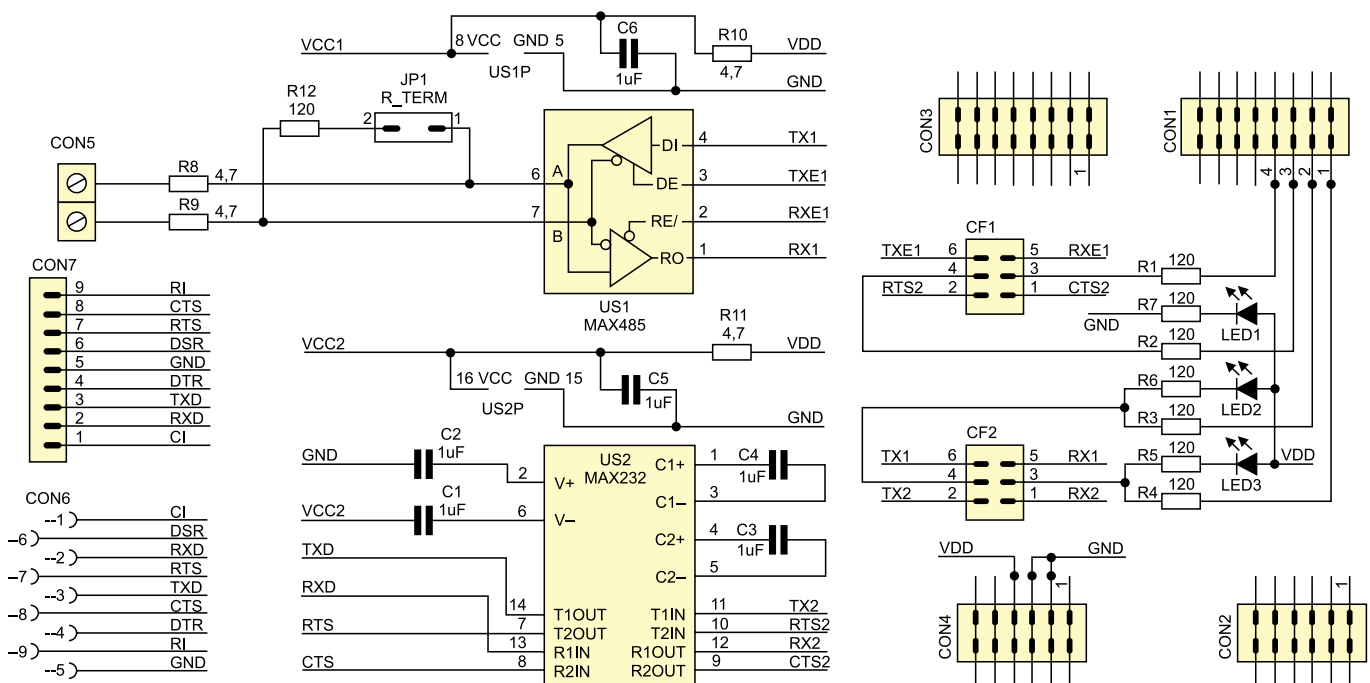 VCC1
8 VCC GND 5
US1P
C6
1uF
R10
4,7
VDD
GND
R12
120
JP1
R_TERM
2
1
CON5
R8
4,7
R9
4,7
6
A
7
B
DI
DE
RE/
RO
4
TX1
3
TXE1
2
RXE1
1
RX1
US1
MAX485
CON7
9 RI
8 CTS
7 RTS
6 DSR
5 GND
4 DTR
3 TXD
2 RXD
1 CI
VCC2
16 VCC GND 15
US2P
C5
1uF
R11
4,7
VDD
GND
CON6
--1 CI
–6 DSR
--2 RXD
–7 RTS
--3 TXD
–8 CTS
--4 DTR
–9 RI
--5 GND
GND
C2
1uF
2
V+
VCC2
C1
1uF
6
V–
TXD
RXD
RTS
CTS
14
T1OUT
7
T2OUT
13
R1IN
8
R2IN
US2
MAX232
C1+
1
C4
1uF
C1–
3
C2+
4
C3
1uF
C2–
5
T1IN 11 TX2
T2IN 10 RTS2
R1OUT 12 RX2
R2OUT 9 CTS2
CON3
1
CON1
4 3 2 1
CF1
TXE1 6 5 RXE1
4 3
RTS2 2 1 CTS2
R1 120
R7 120
GND
LED1
R2 120
R6 120
LED2
R3 120
CF2
TX1 6 5 RX1
4 3
TX2 2 1 RX2
R5 120
LED3
VDD
R4 120
VDD
GND
1
CON4
1
CON2